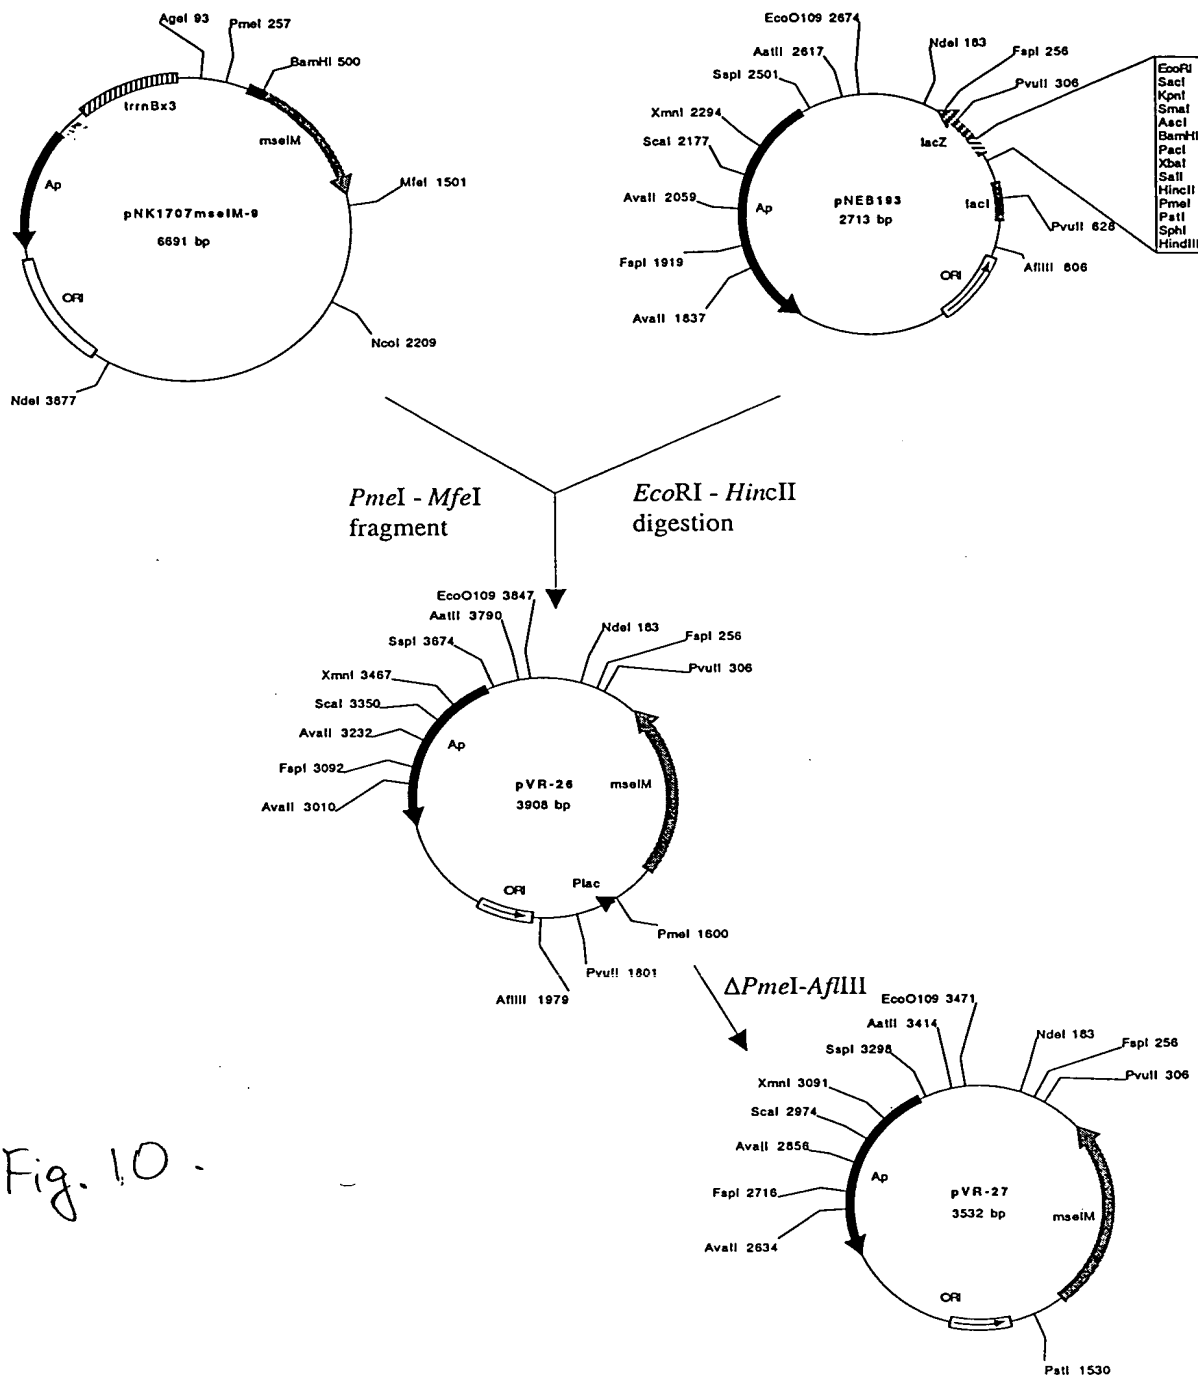 AgeI 93
PmeI 257
BamHI 500
trrnBx3
mseIM
Ap
MfeI 1501
pNK1707mseIM-9
6691 bp
ORI
NcoI 2209
NdeI 3877
EcoO109 2674
AatII 2617
NdeI 183
FspI 256
SspI 2501
PvuII 306
XmnI 2294
lacZ
ScaI 2177
AvaII 2059
Ap
pNEB193
2713 bp
lacI
PvuII 628
FspI 1919
ORI
AflIII 806
AvaII 1837
EcoRI
SacI
KpnI
SmaI
AscI
BamHI
PacI
XbaI
SalI
HincII
PmeI
PstI
SphI
HindIII
PmeI - MfeI
fragment
EcoRI - HincII
digestion
EcoO109 3847
AatII 3790
NdeI 183
SspI 3674
FspI 256
XmnI 3467
PvuII 306
ScaI 3350
AvaII 3232
Ap
FspI 3092
pVR-26
3908 bp
mseIM
AvaII 3010
ORI
Plac
PmeI 1600
PvuII 1801
AflIII 1979
ΔPmeI-AflIII
EcoO109 3471
AatII 3414
NdeI 183
SspI 3298
FspI 256
XmnI 3091
PvuII 306
ScaI 2974
AvaII 2856
Ap
FspI 2716
pVR-27
3532 bp
mseIM
AvaII 2634
ORI
PstI 1530
Fig. 10.